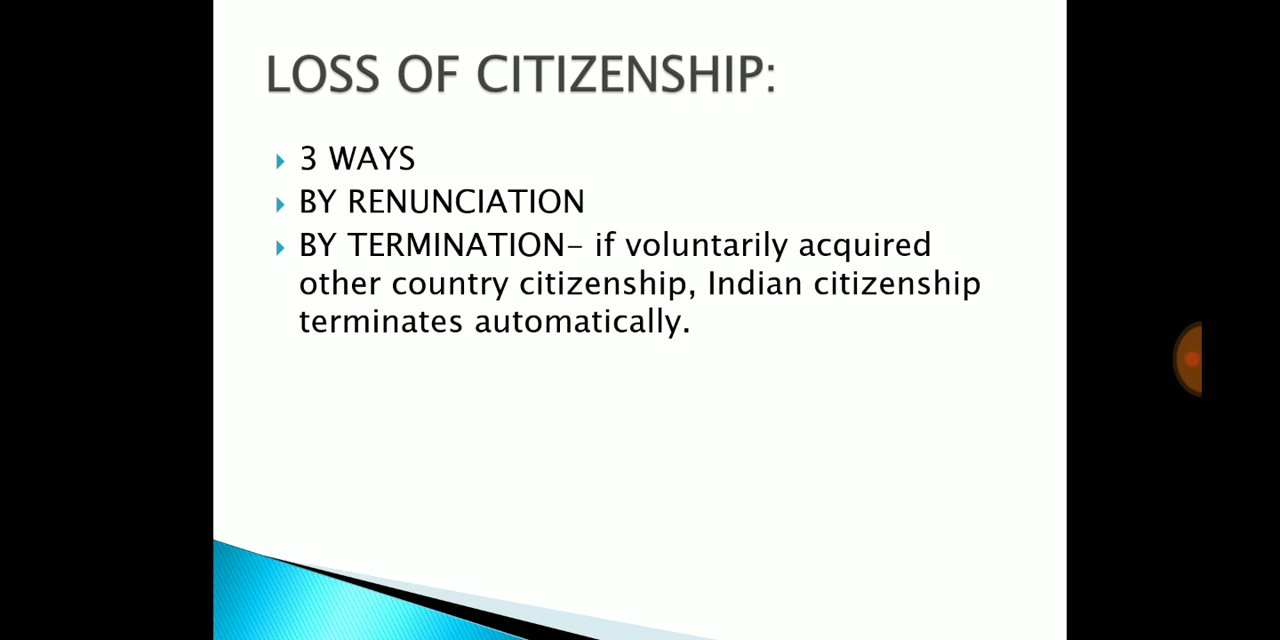 LOSS OF CITIZENSHIP:
3 WAYS
BY RENUNCIATION
BY TERMINATION- if voluntarily acquired
other country citizenship, Indian citizenship
terminates automatically.